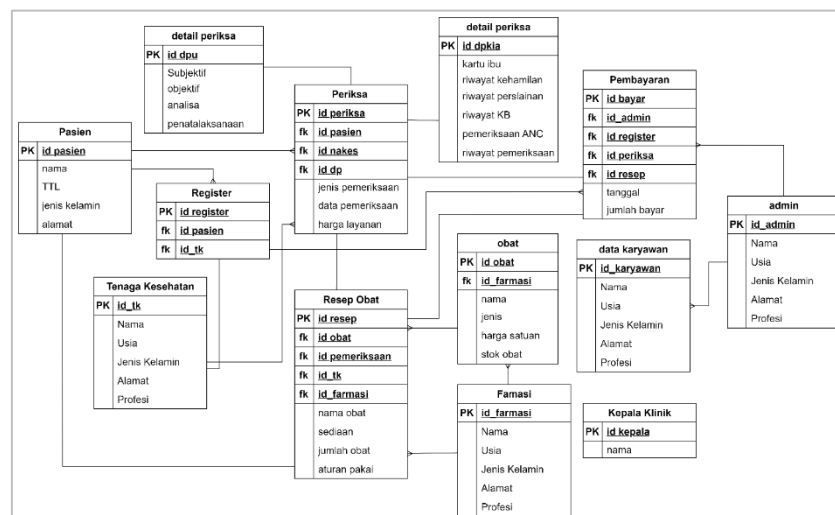 detail periksa
PK id dpu
Subjektif
objektif
analisa
penatalaksanaan
detail periksa
PK id dpkia
kartu ibu
riwayat kehamilan
riwayat perslainan
riwayat KB
pemeriksaan ANC
riwayat pemeriksaan
Periksa
PK id periksa
fk id pasien
fk id nakes
fk id dp
jenis pemeriksaan
data pemeriksaan
harga layanan
Pembayaran
PK id bayar
fk id_admin
fk id register
fk id periksa
fk id resep
tanggal
jumlah bayar
Pasien
PK id pasien
nama
TTL
jenis kelamin
alamat
Register
PK id register
fk id pasien
fk id_tk
admin
PK id_admin
Nama
Usia
Jenis Kelamin
Alamat
Profesi
obat
PK id obat
fk id_farmasi
nama
jenis
harga satuan
stok obat
data karyawan
PK id_karyawan
Nama
Usia
Jenis Kelamin
Alamat
Profesi
Tenaga Kesehatan
PK id_tk
Nama
Usia
Jenis Kelamin
Alamat
Profesi
Resep Obat
PK id resep
fk id obat
fk id pemeriksaan
fk id_tk
fk id_farmasi
nama obat
sediaan
jumlah obat
aturan pakai
Famasi
PK id_farmasi
Nama
Usia
Jenis Kelamin
Alamat
Profesi
Kepala Klinik
PK id kepala
nama